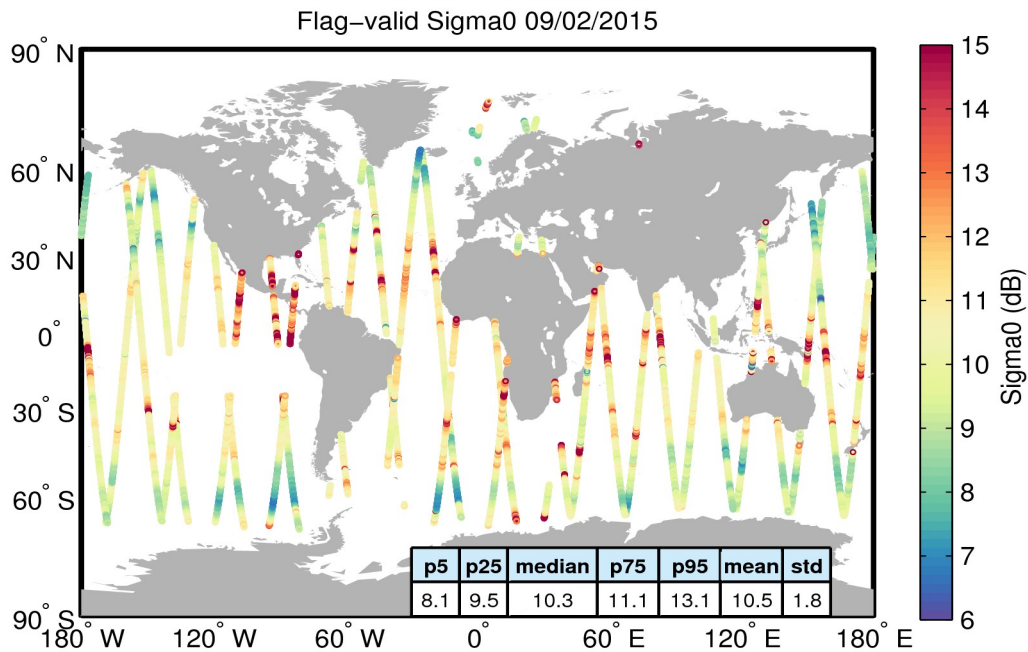 Flag−valid Sigma0 09/02/2015
90° N
60° N
30° N
0°
30° S
60° S
90° S
180° W
120° W
60° W
0°
60° E
120° E
180° E
p5 p25 median p75 p95 mean std
8.1 9.5 10.3 11.1 13.1 10.5 1.8
15
14
13
12
11
10
9
8
7
6
Sigma0 (dB)